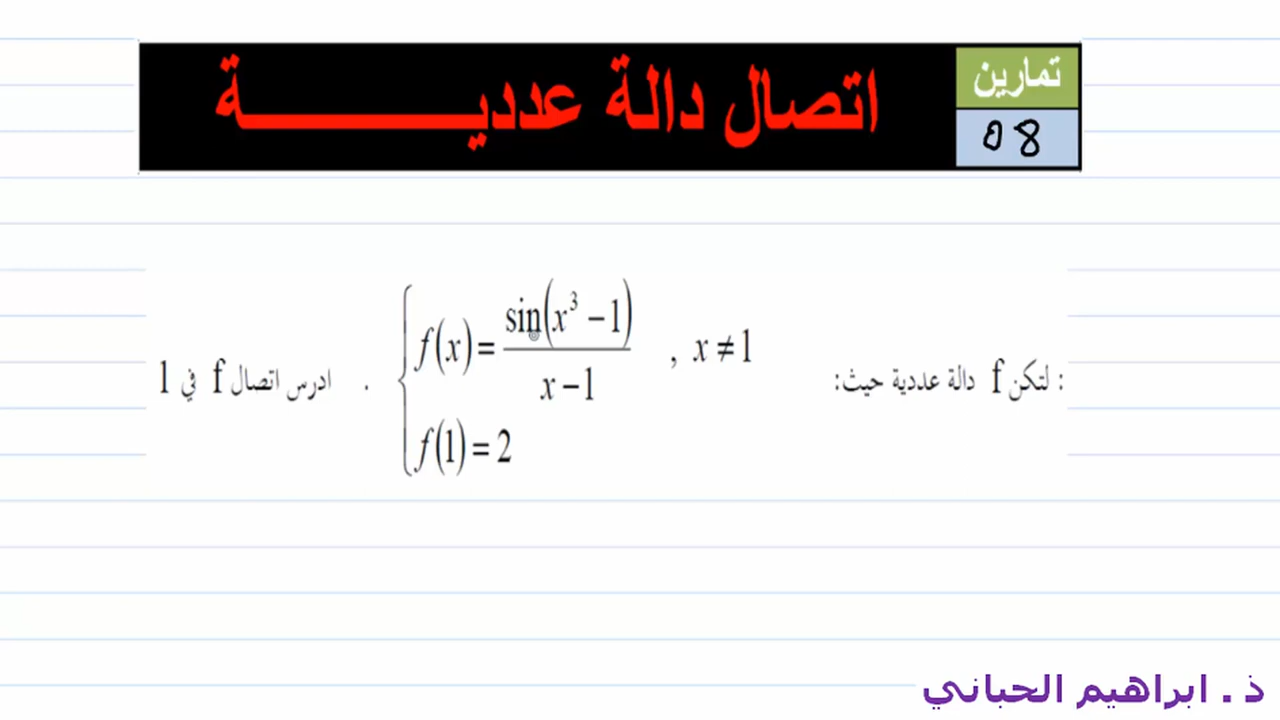 اتصال دالة عدديـــــــــــة
تمارين
08
: لتكن f دالة عددية حيث: { f(x) = sin(x³ − 1) / (x − 1) , x ≠ 1 . ادرس اتصال f في 1
f(1) = 2
ذ . ابراهيم الحباني